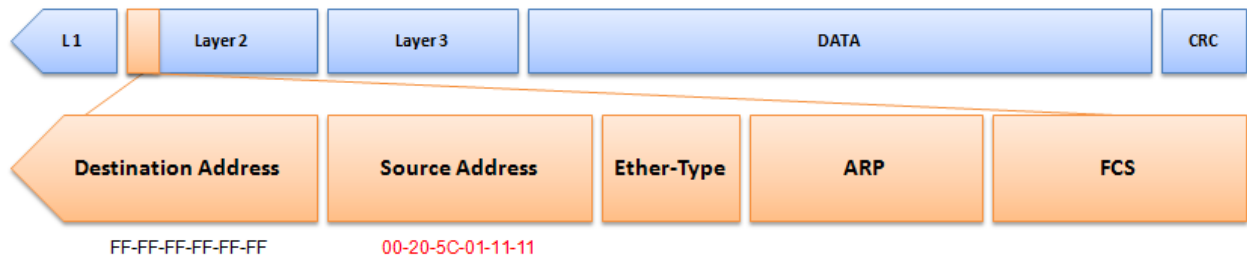 L 1 Layer 2 Layer 3 DATA CRC
Destination Address Source Address Ether-Type ARP FCS
FF-FF-FF-FF-FF-FF 00-20-5C-01-11-11